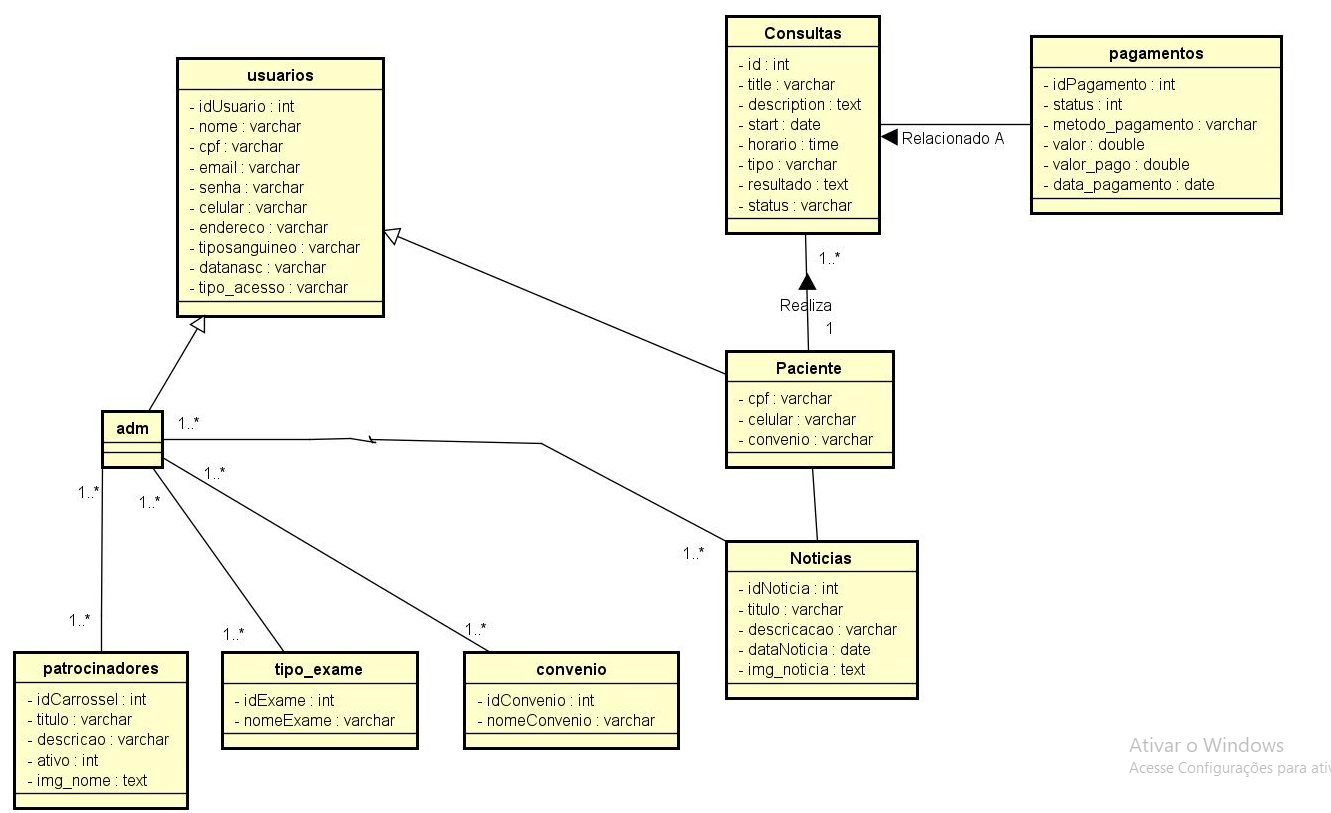 Consultas
- id : int
- title : varchar
- description : text
- start : date
- horario : time
- tipo : varchar
- resultado : text
- status : varchar
pagamentos
- idPagamento : int
- status : int
- metodo_pagamento : varchar
- valor : double
- valor_pago : double
- data_pagamento : date
Relacionado A
usuarios
- idUsuario : int
- nome : varchar
- cpf : varchar
- email : varchar
- senha : varchar
- celular : varchar
- endereco : varchar
- tiposanguineo : varchar
- datanasc : varchar
- tipo_acesso : varchar
1..*
Realiza
1
Paciente
- cpf : varchar
- celular : varchar
- convenio : varchar
adm
1..*
1..*
1..*
1..*
1..*
Noticias
- idNoticia : int
- titulo : varchar
- descricacao : varchar
- dataNoticia : date
- img_noticia : text
1..*
1..*
1..*
patrocinadores
- idCarrossel : int
- titulo : varchar
- descricao : varchar
- ativo : int
- img_nome : text
tipo_exame
- idExame : int
- nomeExame : varchar
convenio
- idConvenio : int
- nomeConvenio : varchar
Ativar o Windows
Acesse Configurações para ativ